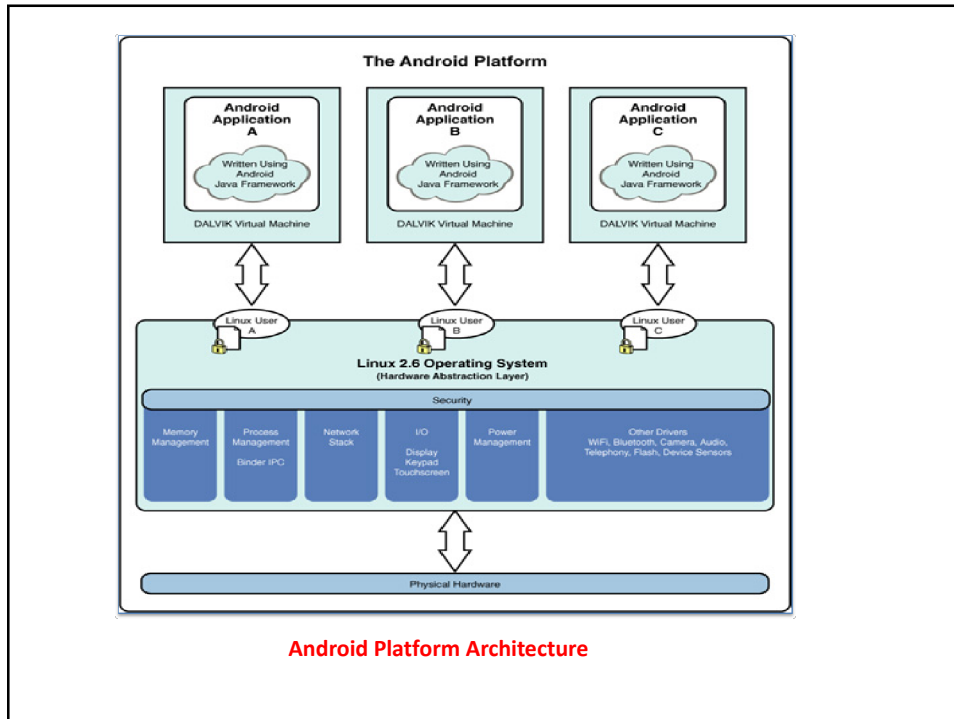 The Android Platform
Android
Application
A
Written Using
Android
Java Framework
DALVIK Virtual Machine
Android
Application
B
Written Using
Android
Java Framework
DALVIK Virtual Machine
Android
Application
C
Written Using
Android
Java Framework
DALVIK Virtual Machine
Linux User
A
Linux User
B
Linux User
C
Linux 2.6 Operating System
(Hardware Abstraction Layer)
Security
Memory
Management
Process
Management
Binder IPC
Network
Stack
I/O
Display
Keypad
Touchscreen
Power
Management
Other Drivers
WiFi, Bluetooth, Camera, Audio,
Telephony, Flash, Device Sensors
Physical Hardware
Android Platform Architecture